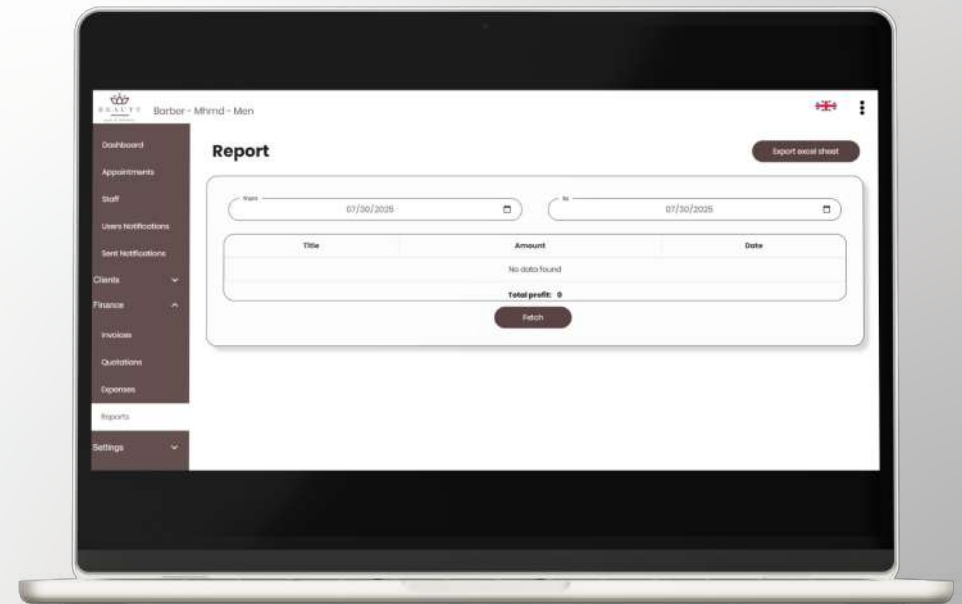 BEAUTY
Barber - Mhmd - Men
Dashboard
Appointments
Staff
Users Notifications
Sent Notifications
Clients
Finance
Invoices
Quotations
Expenses
Reports
Settings
Report
Export excel sheet
From
07/30/2025
to
07/30/2025
Title Amount Date
No data found
Total profit: 0
Fetch